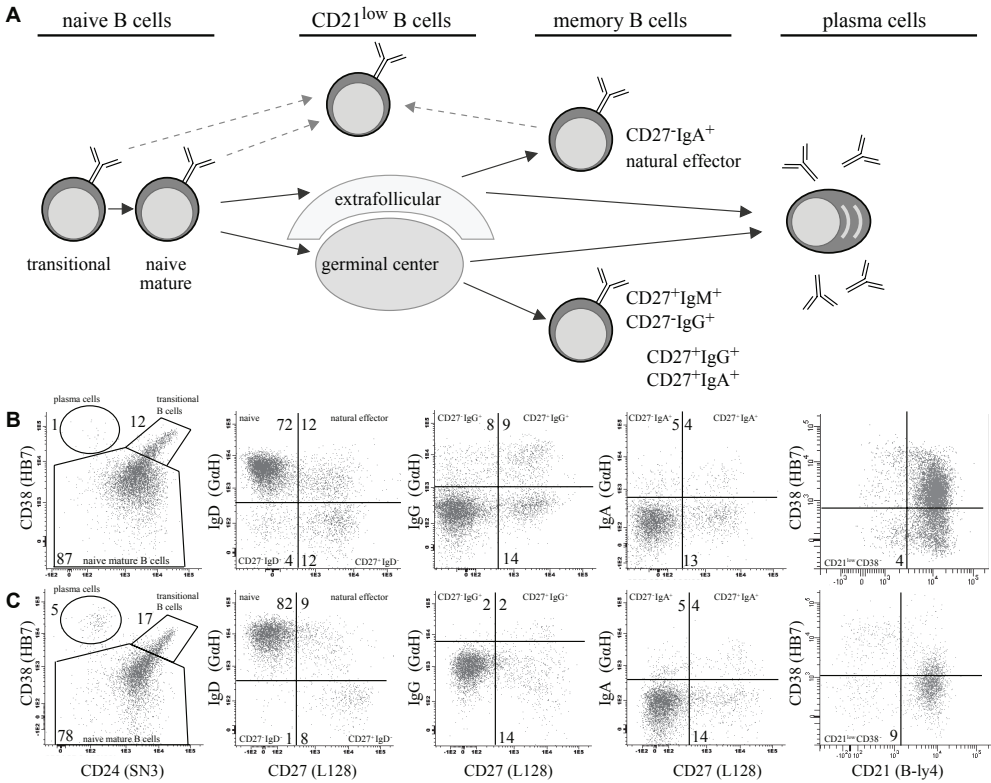 A
naive B cells
CD21low B cells
memory B cells
plasma cells
CD27-IgA+
natural effector
extrafollicular
transitional
naive
mature
germinal center
CD27+IgM+
CD27-IgG+
CD27+IgG+
CD27+IgA+
B
plasma cells
transitional
B cells
1
12
87
naive mature B cells
CD38 (HB7)
naive
72
12
natural effector
CD27-IgD-
4
12
CD27+IgD-
IgD (GαH)
CD27-IgG+
8
9
CD27+IgG+
14
IgG (GαH)
CD27-IgA+
5
4
CD27+IgA+
13
IgA (GαH)
CD21lowCD38-
4
CD38 (HB7)
C
plasma cells
transitional
B cells
5
17
78
naive mature B cells
CD38 (HB7)
CD24 (SN3)
naive
82
9
natural effector
CD27-IgD-
1
8
CD27+IgD-
IgD (GαH)
CD27 (L128)
CD27-IgG+
2
2
CD27+IgG+
14
IgG (GαH)
CD27 (L128)
CD27-IgA+
5
4
CD27+IgA+
14
IgA (GαH)
CD27 (L128)
CD21lowCD38-
9
CD38 (HB7)
CD21 (B-ly4)